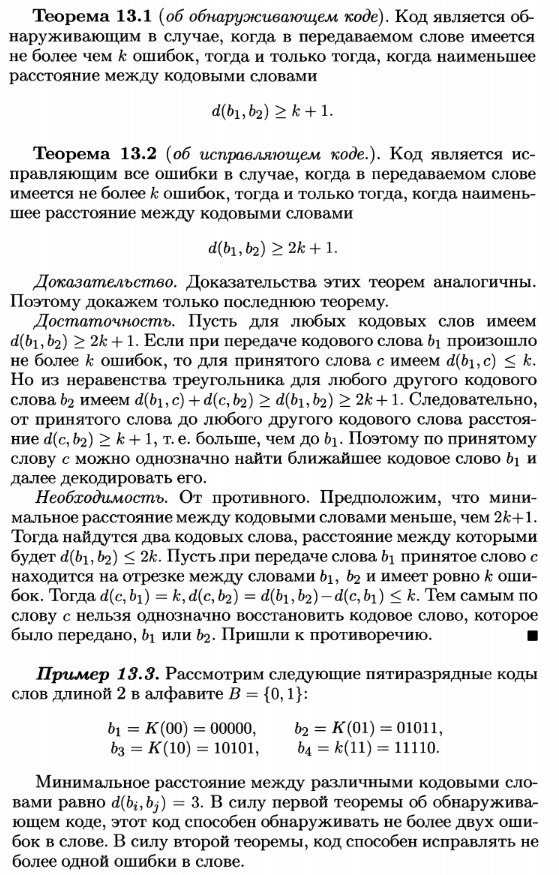 Теорема 13.1 (об обнаруживающем коде). Код является об-
наруживающим в случае, когда в передаваемом слове имеется
не более чем k ошибок, тогда и только тогда, когда наименьшее
расстояние между кодовыми словами
d(b₁, b₂) ≥ k + 1.
Теорема 13.2 (об исправляющем коде.). Код является ис-
правляющим все ошибки в случае, когда в передаваемом слове
имеется не более k ошибок, тогда и только тогда, когда наимень-
шее расстояние между кодовыми словами
d(b₁, b₂) ≥ 2k + 1.
Доказательство. Доказательства этих теорем аналогичны.
Поэтому докажем только последнюю теорему.
Достаточность. Пусть для любых кодовых слов имеем
d(b₁, b₂) ≥ 2k + 1. Если при передаче кодового слова b₁ произошло
не более k ошибок, то для принятого слова c имеем d(b₁, c) ≤ k.
Но из неравенства треугольника для любого другого кодового
слова b₂ имеем d(b₁, c) + d(c, b₂) ≥ d(b₁, b₂) ≥ 2k + 1. Следовательно,
от принятого слова до любого другого кодового слова расстоя-
ние d(c, b₂) ≥ k + 1, т. е. больше, чем до b₁. Поэтому по принятому
слову c можно однозначно найти ближайшее кодовое слово b₁ и
далее декодировать его.
Необходимость. От противного. Предположим, что мини-
мальное расстояние между кодовыми словами меньше, чем 2k+1.
Тогда найдутся два кодовых слова, расстояние между которыми
будет d(b₁, b₂) ≤ 2k. Пусть при передаче слова b₁ принятое слово c
находится на отрезке между словами b₁, b₂ и имеет ровно k оши-
бок. Тогда d(c, b₁) = k, d(c, b₂) = d(b₁, b₂) − d(c, b₁) ≤ k. Тем самым по
слову c нельзя однозначно восстановить кодовое слово, которое
было передано, b₁ или b₂. Пришли к противоречию. ■
Пример 13.3. Рассмотрим следующие пятиразрядные коды
слов длиной 2 в алфавите B = {0, 1}:
b₁ = K(00) = 00000, b₂ = K(01) = 01011,
b₃ = K(10) = 10101, b₄ = k(11) = 11110.
Минимальное расстояние между различными кодовыми сло-
вами равно d(bᵢ, bⱼ) = 3. В силу первой теоремы об обнаружива-
ющем коде, этот код способен обнаруживать не более двух оши-
бок в слове. В силу второй теоремы, код способен исправлять не
более одной ошибки в слове.